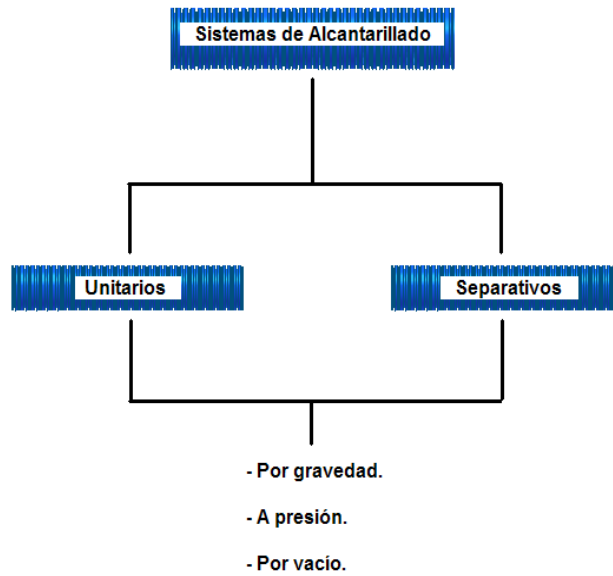 Sistemas de Alcantarillado
Unitarios
Separativos
- Por gravedad.
- A presión.
- Por vacío.